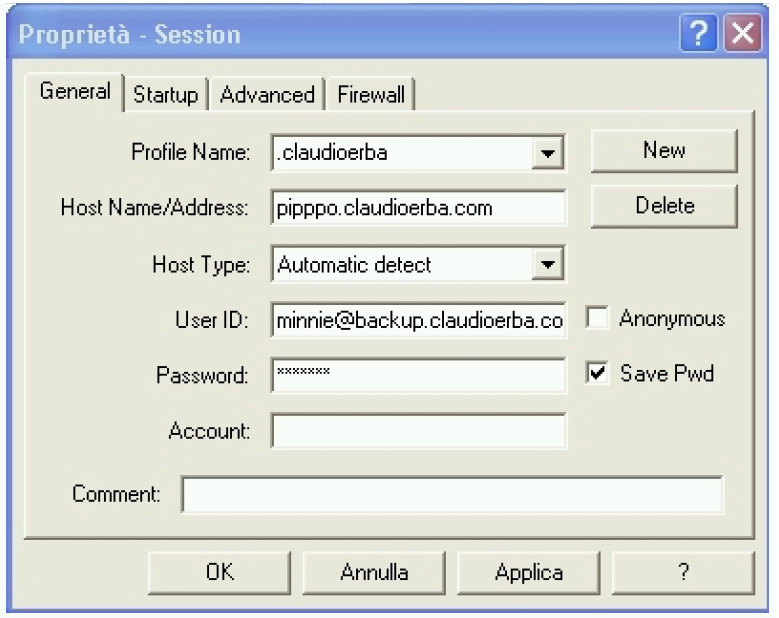 Proprietà - Session
General Startup Advanced Firewall
Profile Name: .claudioerba New
Host Name/Address: pipppo.claudioerba.com Delete
Host Type: Automatic detect
User ID: minnie@backup.claudioerba.co Anonymous
Password: ******* Save Pwd
Account:
Comment:
OK Annulla Applica ?